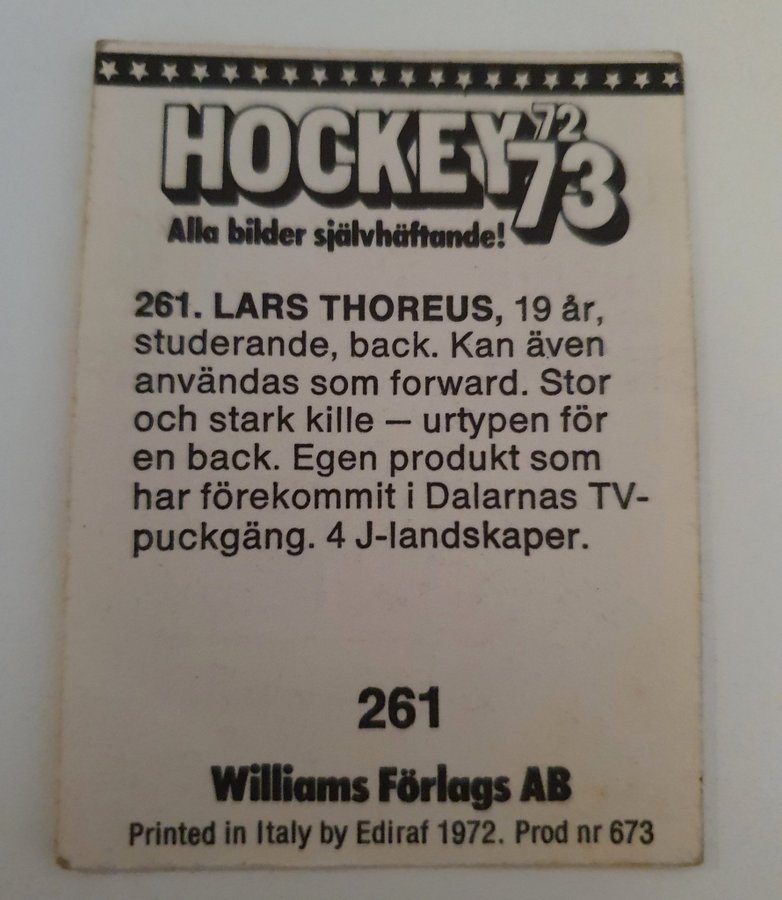 HOCKEY 72
73
Alla bilder självhäftande!
261. LARS THOREUS, 19 år,
studerande, back. Kan även
användas som forward. Stor
och stark kille – urtypen för
en back. Egen produkt som
har förekommit i Dalarnas TV-
puckgäng. 4 J-landskaper.
261
Williams Förlags AB
Printed in Italy by Ediraf 1972. Prod nr 673